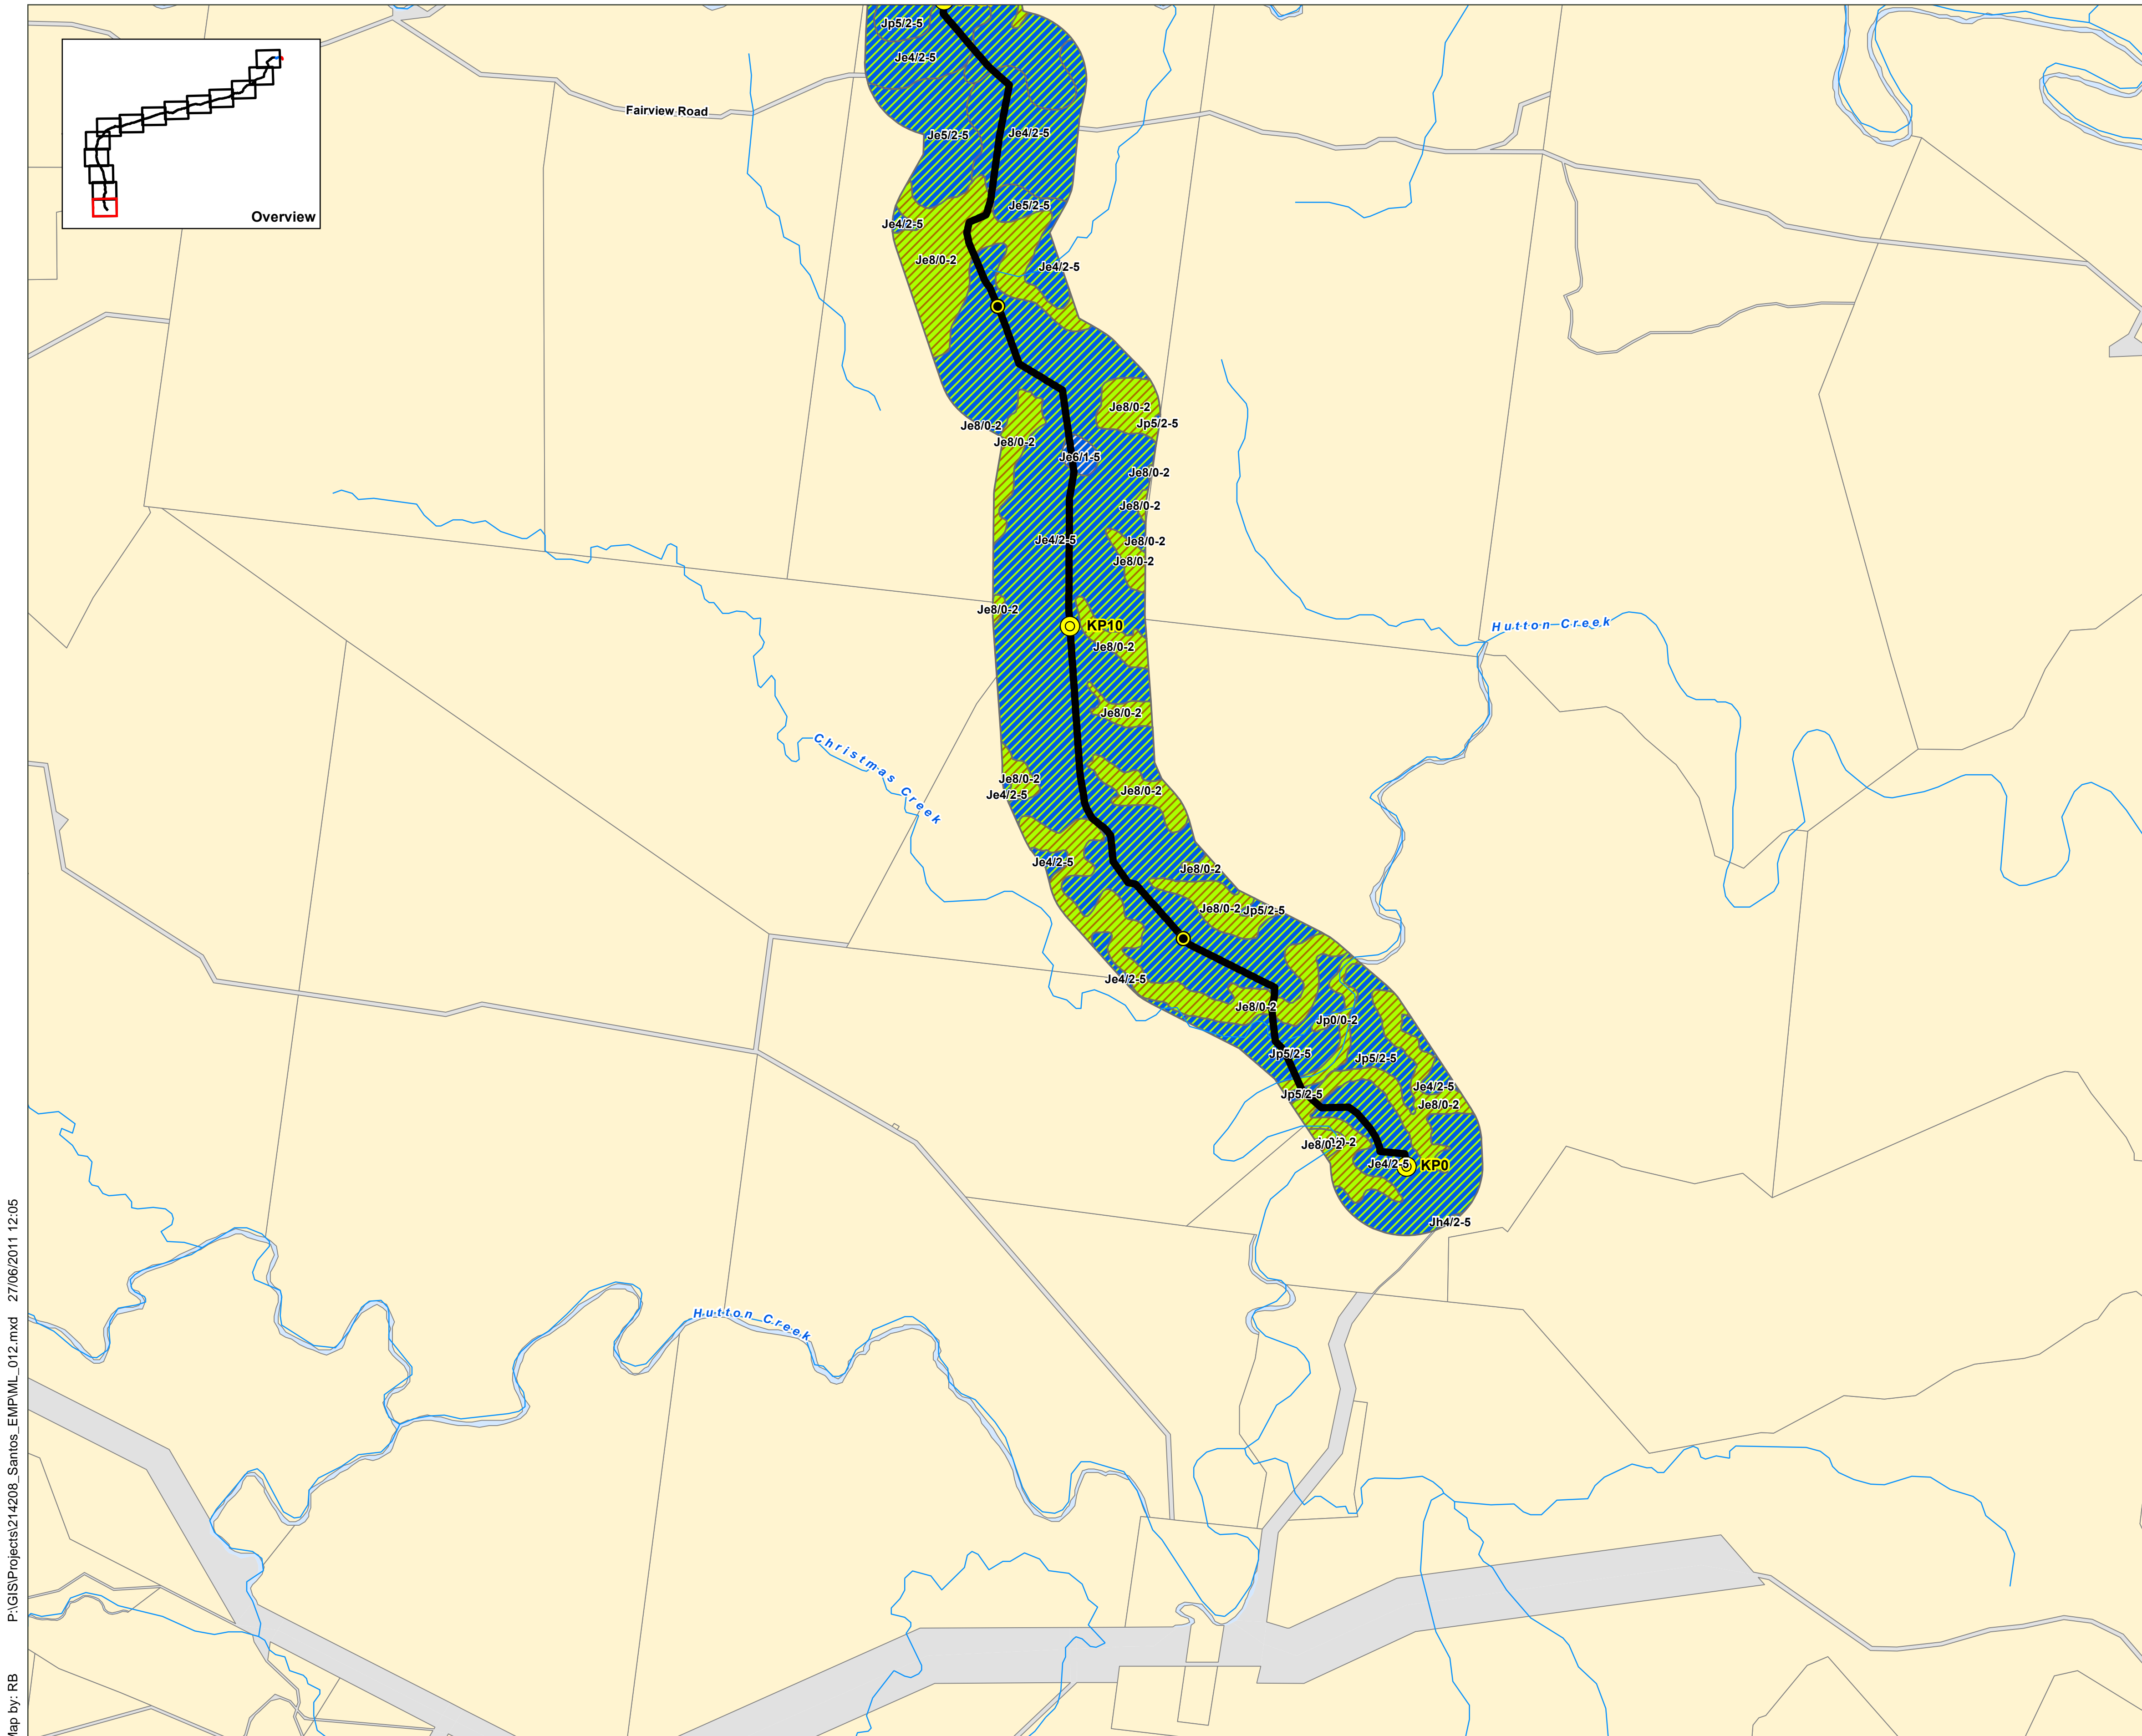 Jp5/2-5
Je4/2-5
Fairview Road
Je5/2-5
Je4/2-5
Overview
Je5/2-5
Je4/2-5
Je8/0-2
Je4/2-5
Je8/0-2
Jp5/2-5
Je8/0-2
Je8/0-2
Je6/1-5
Je8/0-2
Je8/0-2
Je4/2-5
Je8/0-2
Je8/0-2
Je8/0-2
KP10
Hutton Creek
Je8/0-2
Je8/0-2
Christmas Creek
Je8/0-2
Je4/2-5
Je8/0-2
Je4/2-5
Je8/0-2
Je8/0-2
Jp5/2-5
Je4/2-5
Je8/0-2
Jp0/0-2
Jp5/2-5
Jp5/2-5
Je4/2-5
Jp5/2-5
Je8/0-2
Je8/0-2
Je4/2-5
KP0
Jh4/2-5
Hutton Creek
Map by: RB P:\GIS\Projects\214208_Santos_EMP\ML_012.mxd 27/06/2011 12:05